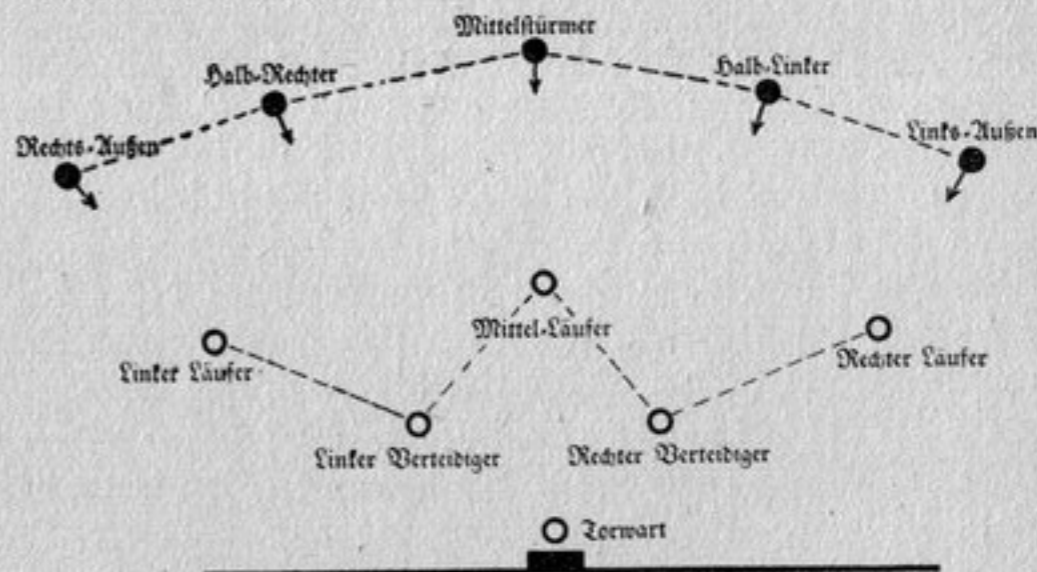 Mittelstürmer
Halb-Rechter
Halb-Linker
Rechts-Außen
Links-Außen
Mittel-Läufer
Linker Läufer
Rechter Läufer
Linker Verteidiger
Rechter Verteidiger
Torwart